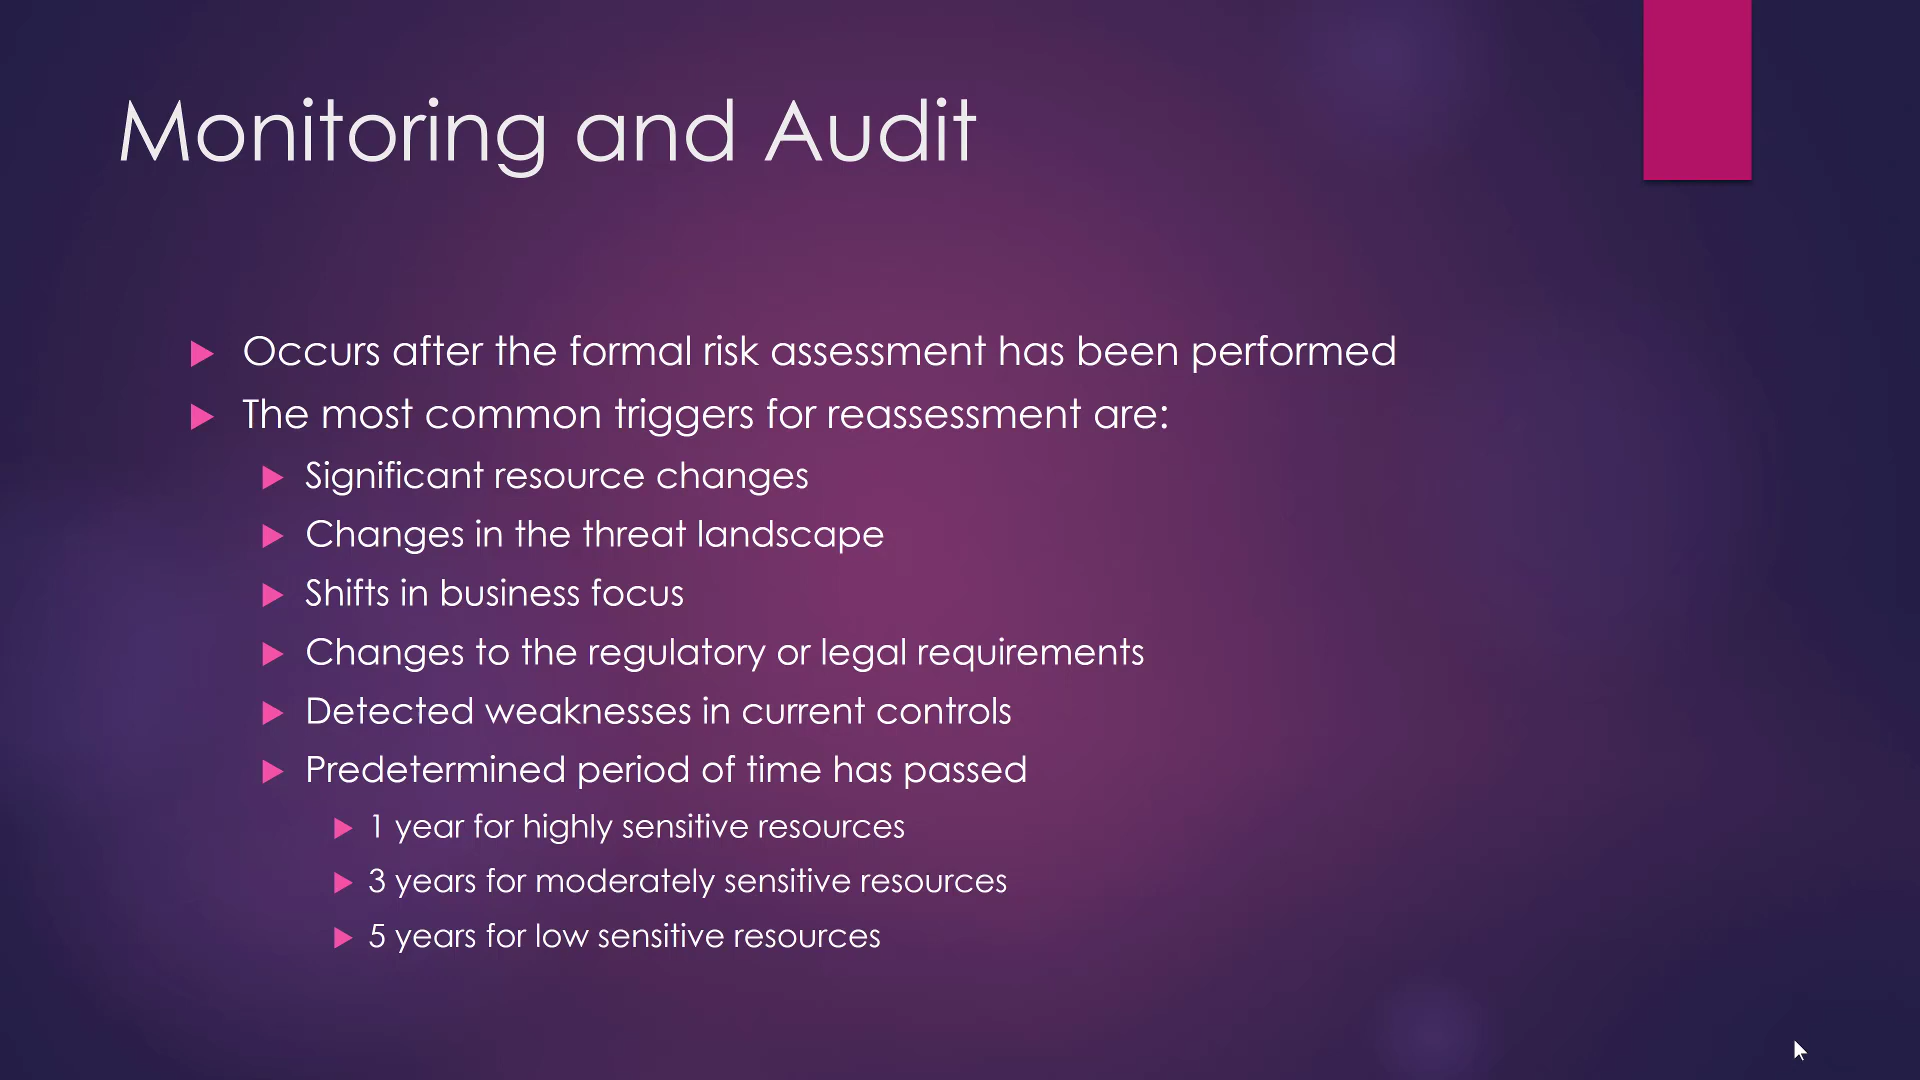 Monitoring and Audit
Occurs after the formal risk assessment has been performed
The most common triggers for reassessment are:
Significant resource changes
Changes in the threat landscape
Shifts in business focus
Changes to the regulatory or legal requirements
Detected weaknesses in current controls
Predetermined period of time has passed
1 year for highly sensitive resources
3 years for moderately sensitive resources
5 years for low sensitive resources